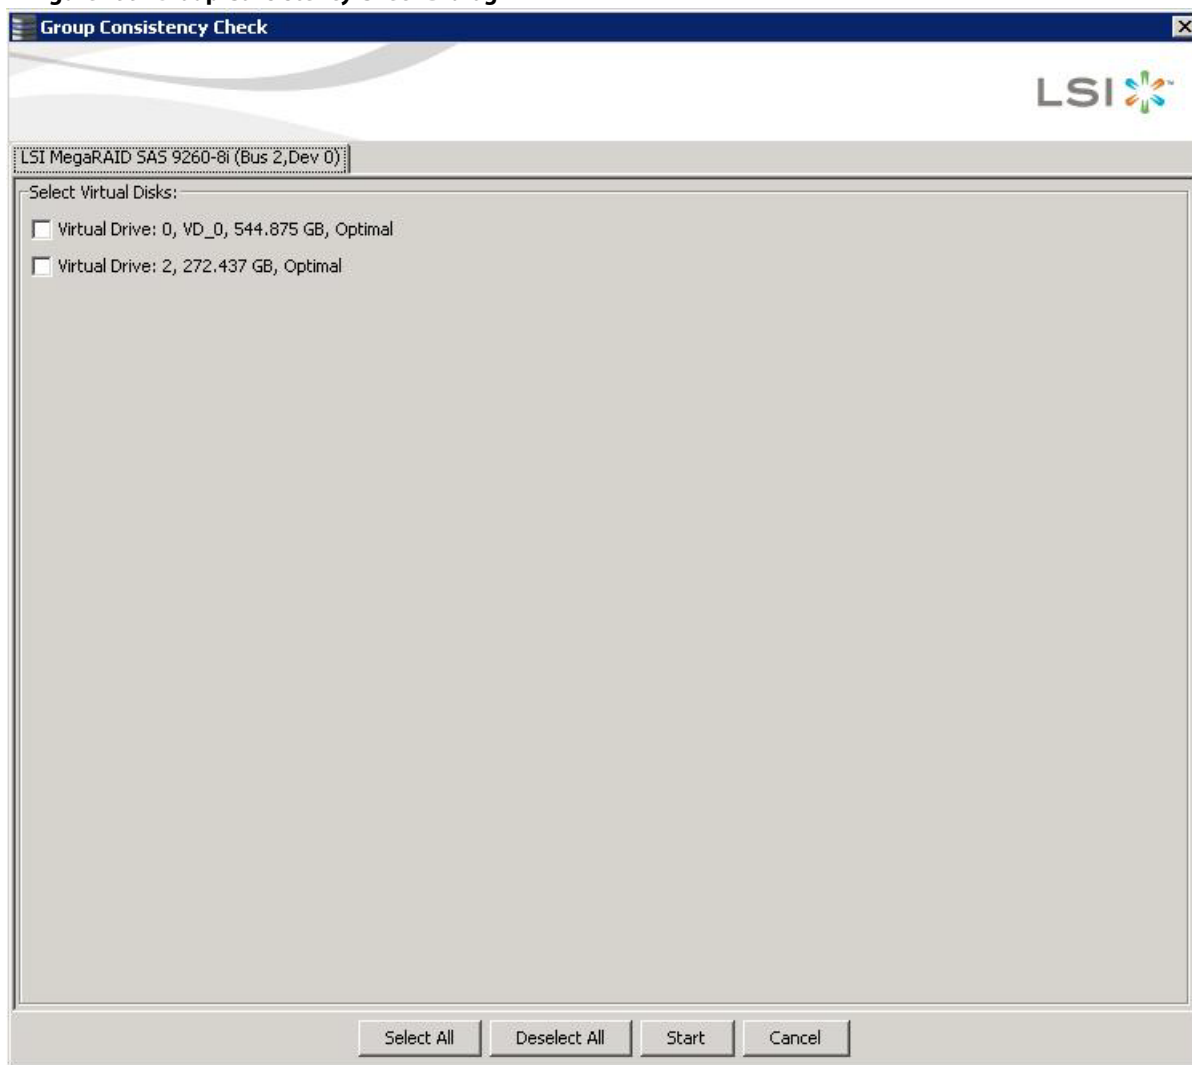 Group Consistency Check
LSI
LSI MegaRAID SAS 9260-8i (Bus 2,Dev 0)
Select Virtual Disks:
Virtual Drive: 0, VD_0, 544.875 GB, Optimal
Virtual Drive: 2, 272.437 GB, Optimal
Select All Deselect All Start Cancel